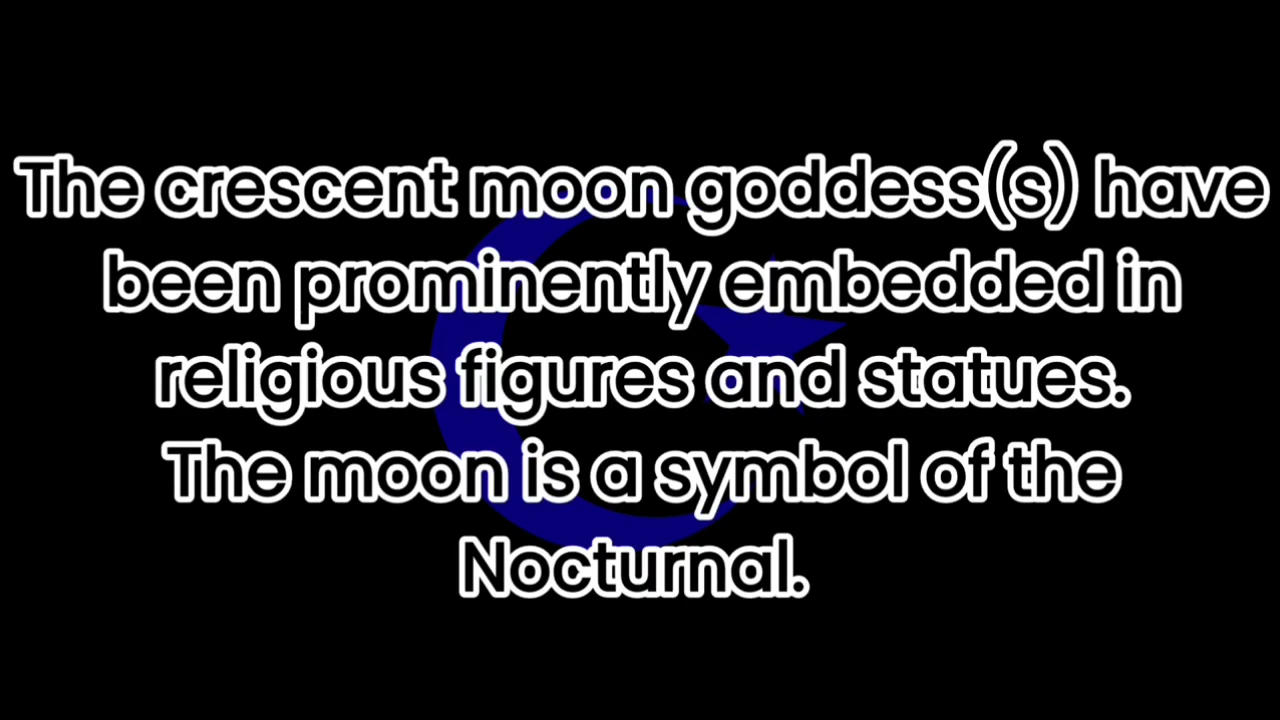 The crescent moon goddess(s) have
been prominently embedded in
religious figures and statues.
The moon is a symbol of the
Nocturnal.